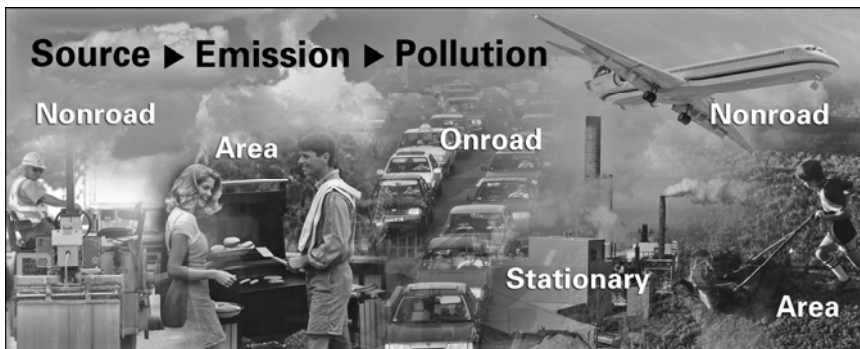 Source ▶ Emission ▶ Pollution
Nonroad
Area
Onroad
Nonroad
Stationary
Area